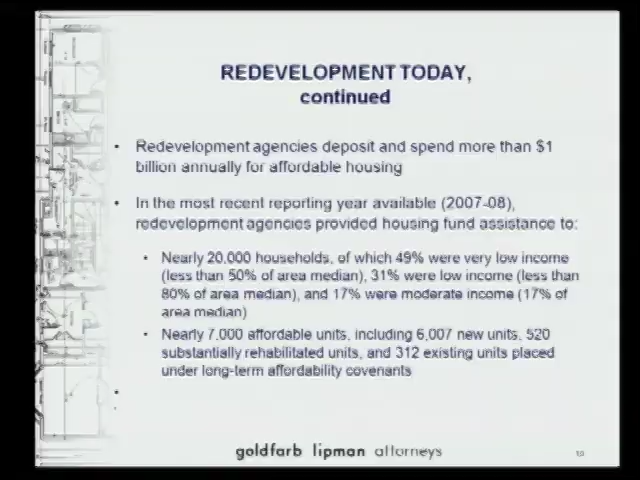 REDEVELOPMENT TODAY,
continued
• Redevelopment agencies deposit and spend more than $1
billion annually for affordable housing
• In the most recent reporting year available (2007-08),
redevelopment agencies provided housing fund assistance to:
• Nearly 20,000 households, of which 49% were very low income
(less than 50% of area median), 31% were low income (less than
80% of area median), and 17% were moderate income (17% of
area median)
• Nearly 7,000 affordable units, including 6,007 new units, 520
substantially rehabilitated units, and 312 existing units placed
under long-term affordability covenants
•
goldfarb lipman attorneys